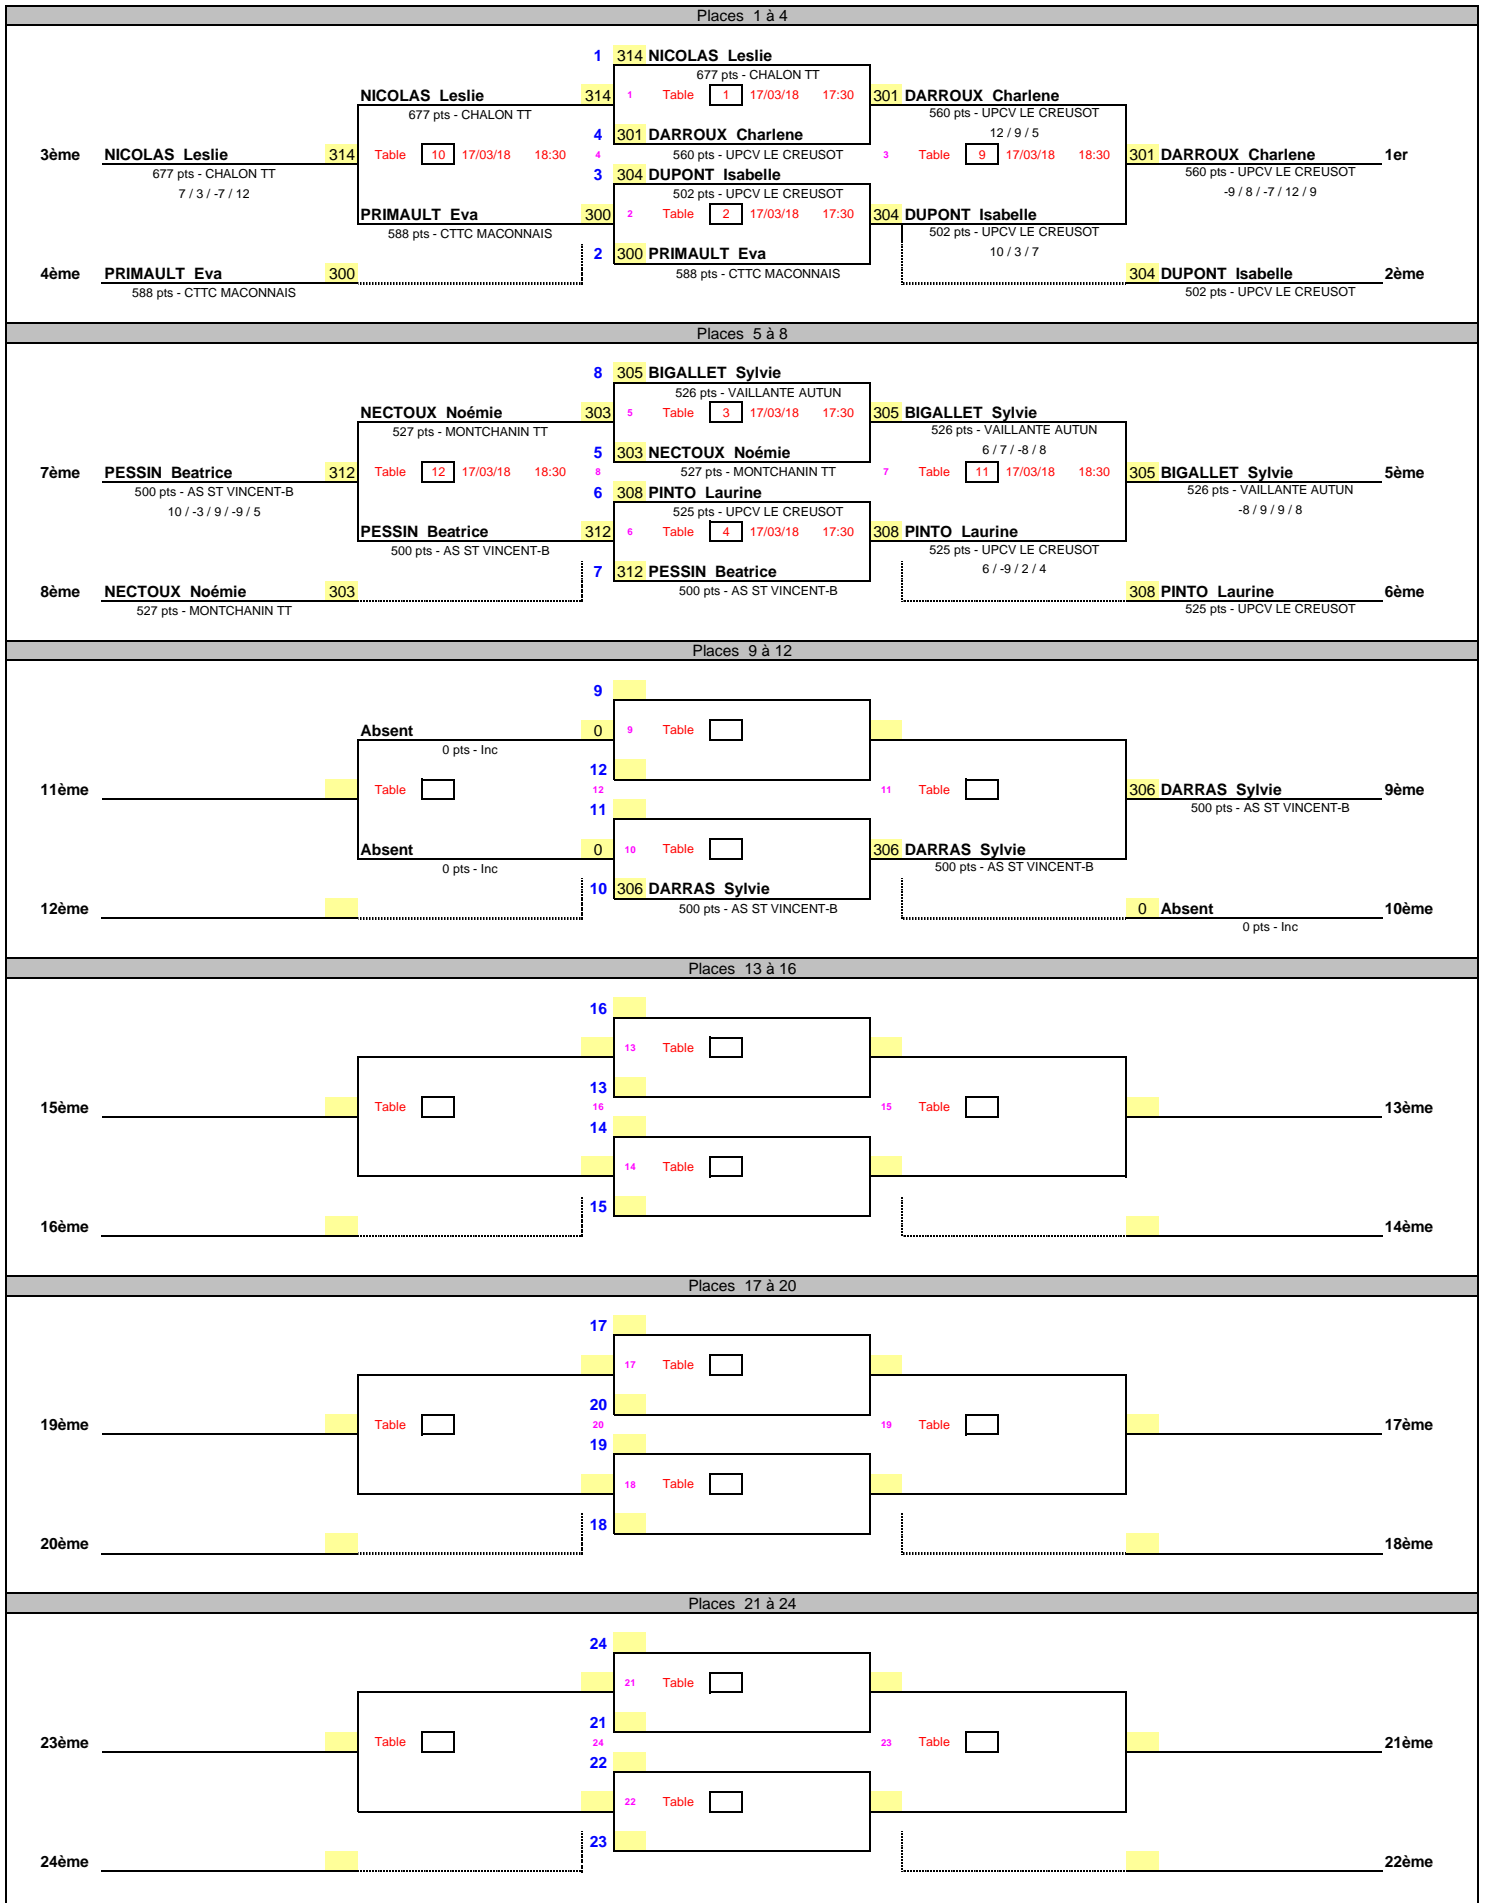 Places 1 à 4
1 314 NICOLAS Leslie
677 pts - CHALON TT
NICOLAS Leslie 314 1 Table 1 17/03/18 17:30 301 DARROUX Charlene
677 pts - CHALON TT 560 pts - UPCV LE CREUSOT
4 301 DARROUX Charlene 12 / 9 / 5
3ème NICOLAS Leslie 314 Table 10 17/03/18 18:30 4 560 pts - UPCV LE CREUSOT 3 Table 9 17/03/18 18:30 301 DARROUX Charlene 1er
677 pts - CHALON TT 3 304 DUPONT Isabelle 560 pts - UPCV LE CREUSOT
7 / 3 / -7 / 12 502 pts - UPCV LE CREUSOT -9 / 8 / -7 / 12 / 9
PRIMAULT Eva 300 2 Table 2 17/03/18 17:30 304 DUPONT Isabelle
588 pts - CTTC MACONNAIS 502 pts - UPCV LE CREUSOT
2 300 PRIMAULT Eva 10 / 3 / 7
4ème PRIMAULT Eva 300 588 pts - CTTC MACONNAIS 304 DUPONT Isabelle 2ème
588 pts - CTTC MACONNAIS 502 pts - UPCV LE CREUSOT
Places 5 à 8
8 305 BIGALLET Sylvie
526 pts - VAILLANTE AUTUN
NECTOUX Noémie 303 5 Table 3 17/03/18 17:30 305 BIGALLET Sylvie
527 pts - MONTCHANIN TT 526 pts - VAILLANTE AUTUN
5 303 NECTOUX Noémie 6 / 7 / -8 / 8
7ème PESSIN Beatrice 312 Table 12 17/03/18 18:30 8 527 pts - MONTCHANIN TT 7 Table 11 17/03/18 18:30 305 BIGALLET Sylvie 5ème
500 pts - AS ST VINCENT-B 6 308 PINTO Laurine 526 pts - VAILLANTE AUTUN
10 / -3 / 9 / -9 / 5 525 pts - UPCV LE CREUSOT -8 / 9 / 9 / 8
PESSIN Beatrice 312 6 Table 4 17/03/18 17:30 308 PINTO Laurine
500 pts - AS ST VINCENT-B 525 pts - UPCV LE CREUSOT
7 312 PESSIN Beatrice 6 / -9 / 2 / 4
8ème NECTOUX Noémie 303 500 pts - AS ST VINCENT-B 308 PINTO Laurine 6ème
527 pts - MONTCHANIN TT 525 pts - UPCV LE CREUSOT
Places 9 à 12
9
Absent 0 9 Table
0 pts - Inc
12
11ème Table 12 11 Table 306 DARRAS Sylvie 9ème
11 500 pts - AS ST VINCENT-B
Absent 0 10 Table 306 DARRAS Sylvie
0 pts - Inc 500 pts - AS ST VINCENT-B
10 306 DARRAS Sylvie
12ème 500 pts - AS ST VINCENT-B 0 Absent 10ème
0 pts - Inc
Places 13 à 16
16
13 Table
13
15ème Table 16 15 Table 13ème
14
14 Table
15
16ème 14ème
Places 17 à 20
17
17 Table
20
19ème Table 20 19 Table 17ème
19
18 Table
18
20ème 18ème
Places 21 à 24
24
21 Table
21
23ème Table 24 23 Table 21ème
22
22 Table
23
24ème 22ème